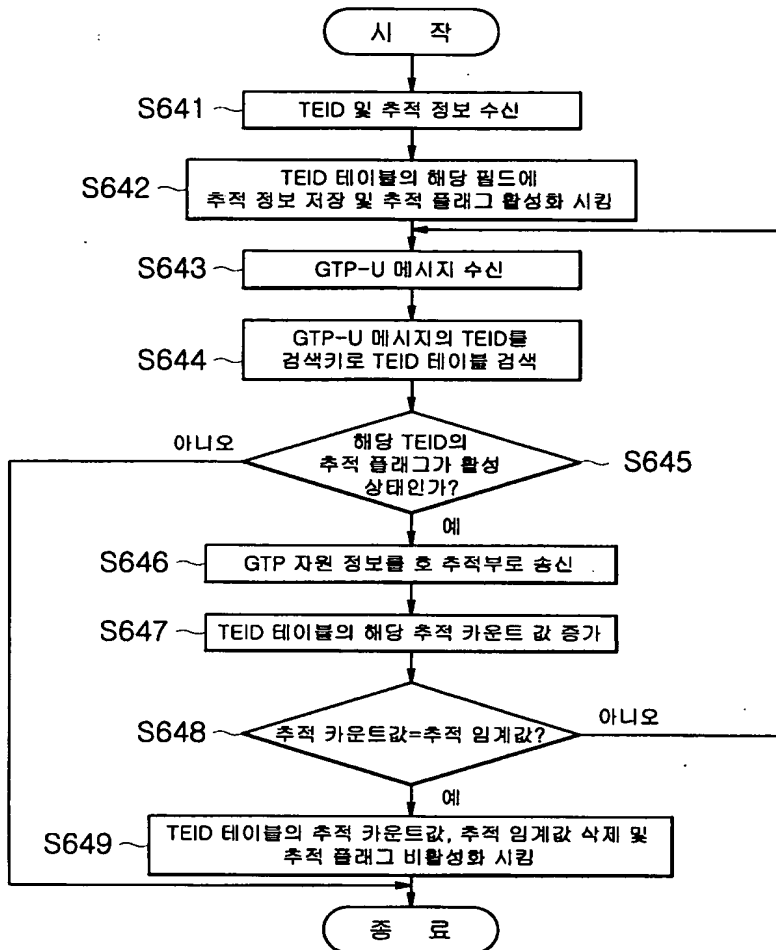 시 작
S641
TEID 및 추적 정보 수신
S642
TEID 테이블의 해당 필드에
추적 정보 저장 및 추적 플래그 활성화 시킴
S643
GTP-U 메시지 수신
S644
GTP-U 메시지의 TEID를
검색키로 TEID 테이블 검색
아니오
해당 TEID의
추적 플래그가 활성
상태인가?
S645
예
S646
GTP 자원 정보를 호 추적부로 송신
S647
TEID 테이블의 해당 추적 카운트 값 증가
S648
추적 카운트값=추적 임계값?
아니오
예
S649
TEID 테이블의 추적 카운트값, 추적 임계값 삭제 및
추적 플래그 비활성화 시킴
종 료